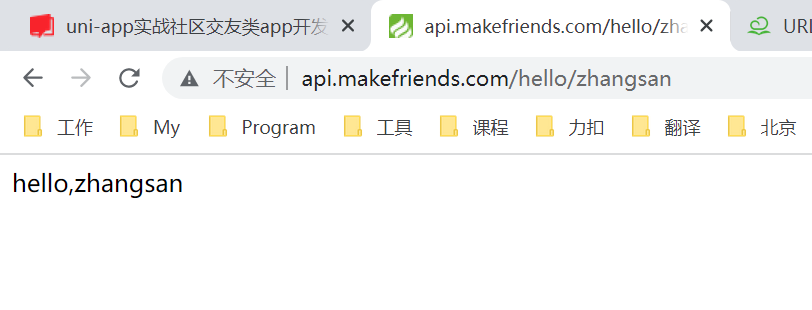 uni-app实战社区交友类app开发 api.makefriends.com/hello/zha URL
不安全 api.makefriends.com/hello/zhangsan
工作 My Program 工具 课程 力扣 翻译 北京
hello,zhangsan